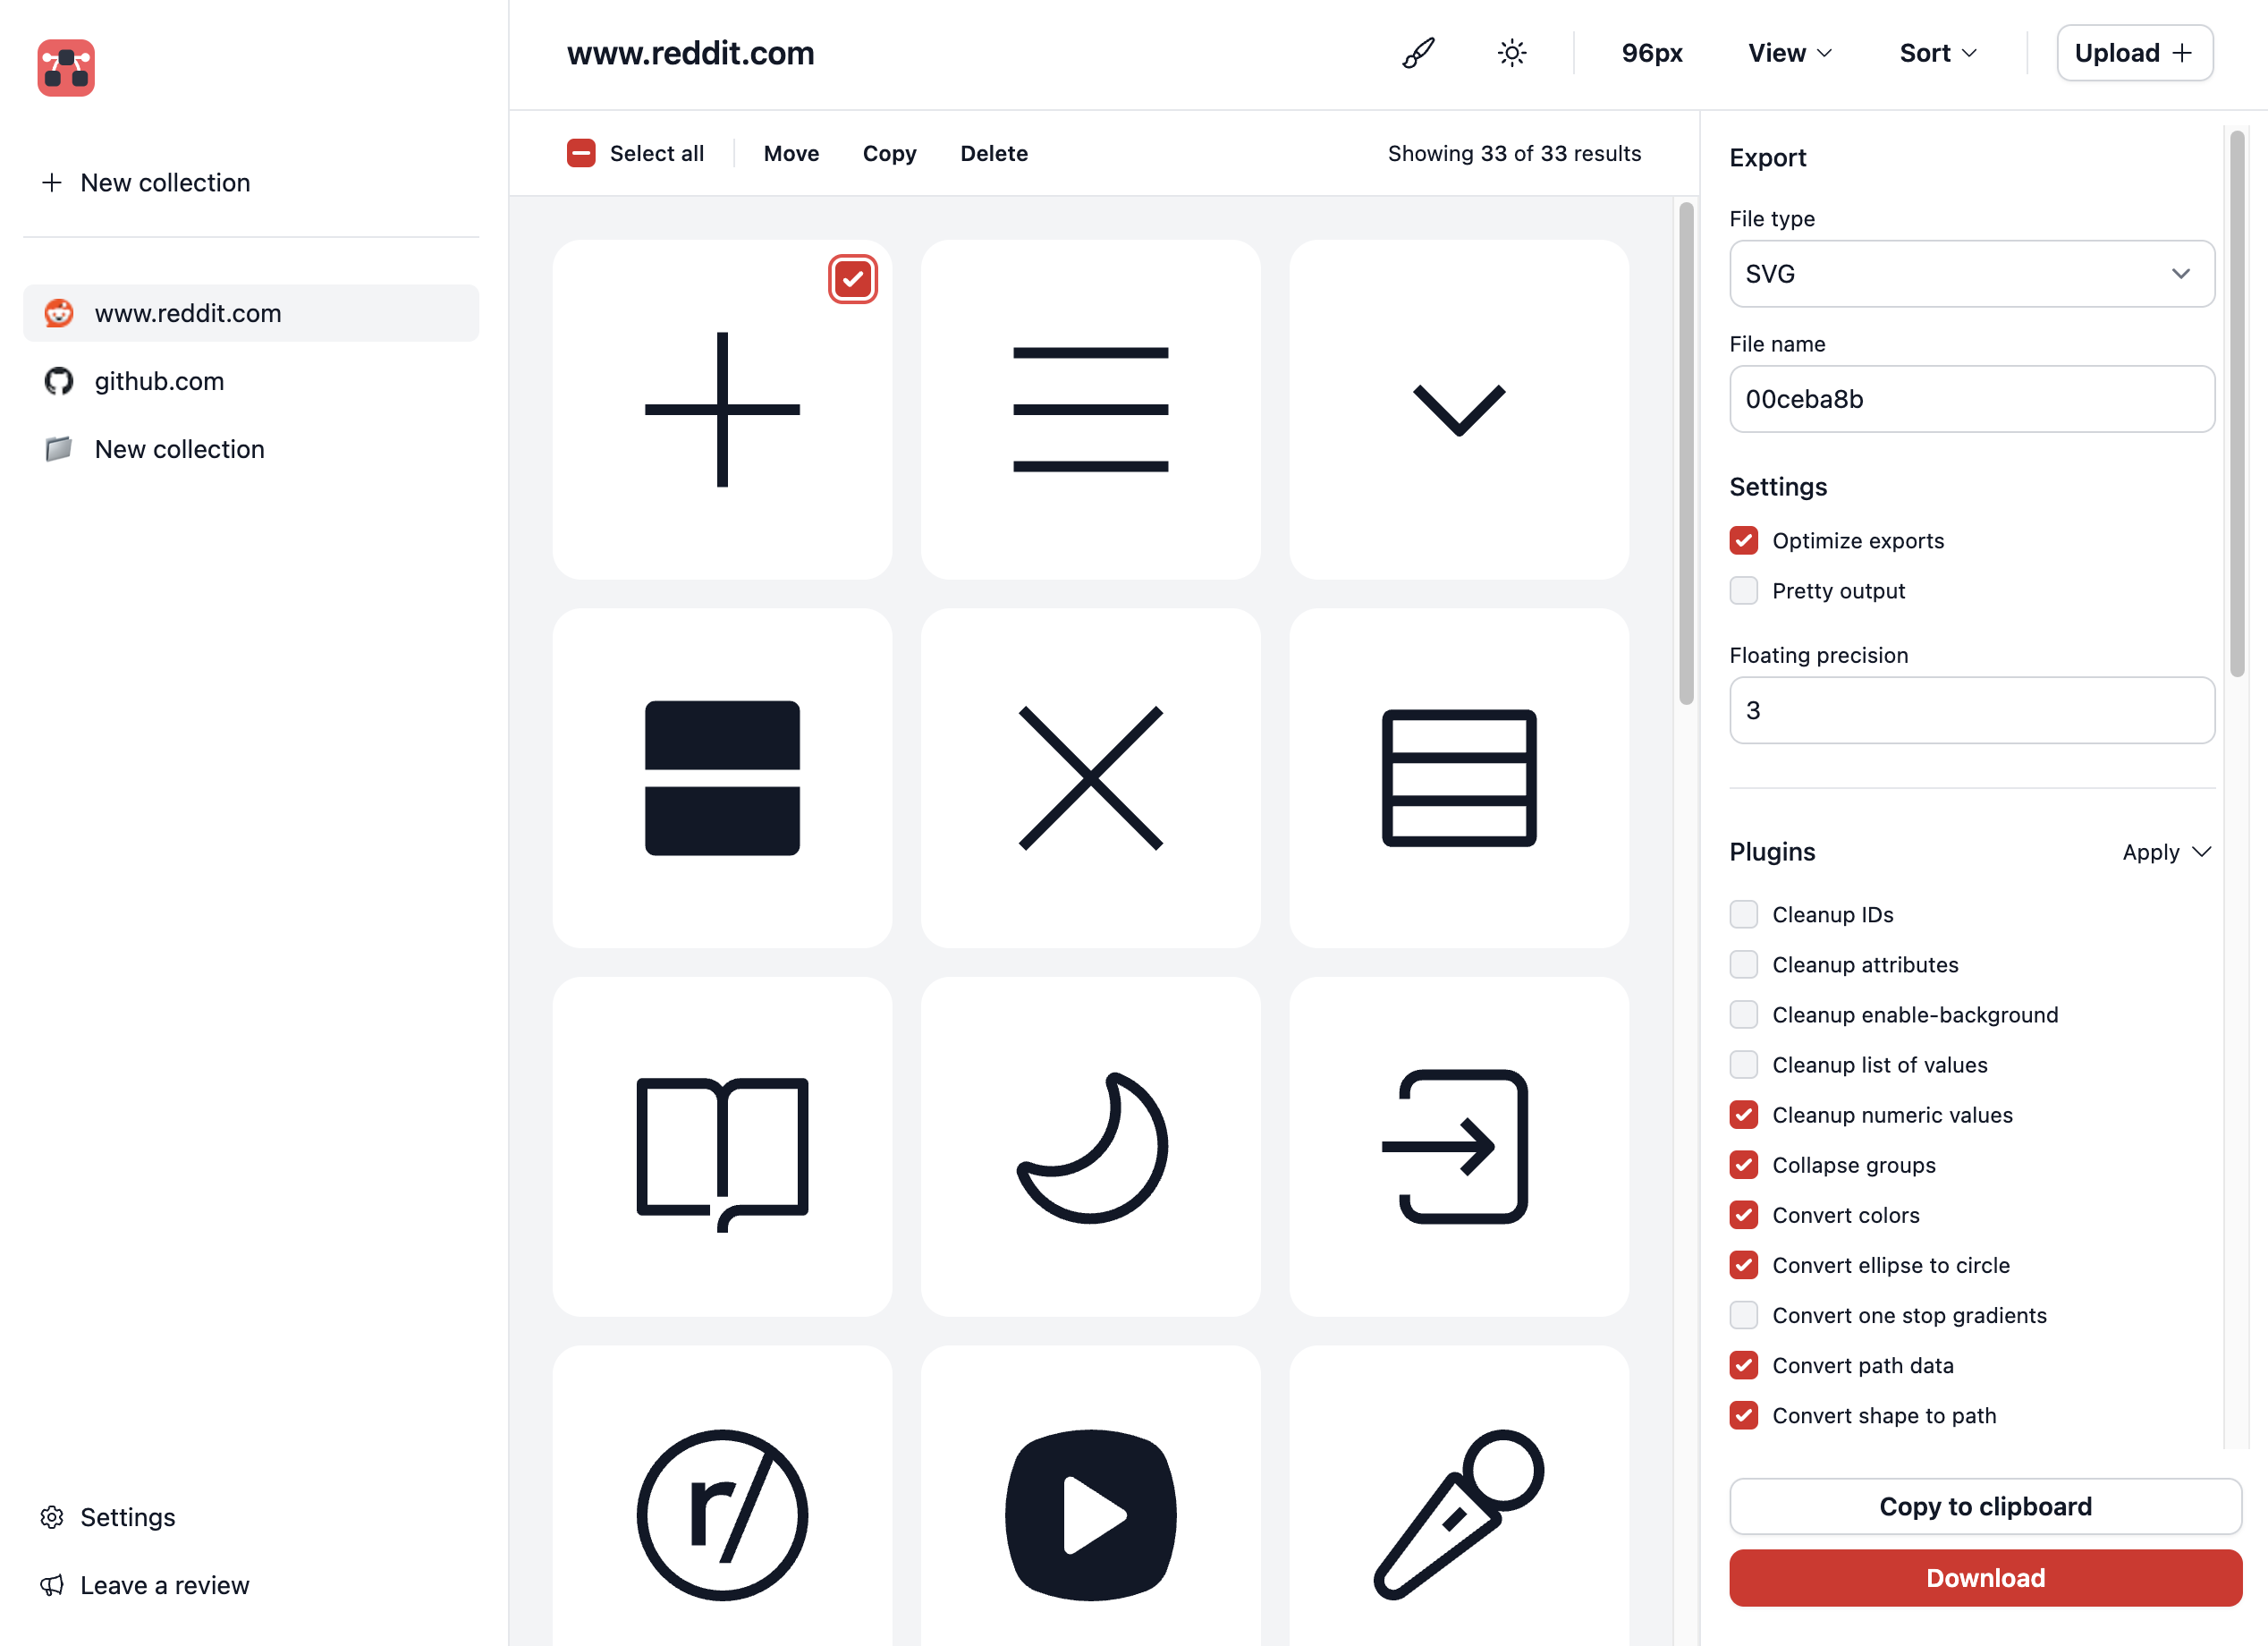 www.reddit.com
96px
View
Sort
Upload
New collection
www.reddit.com
github.com
New collection
Settings
Leave a review
Select all
Move
Copy
Delete
Showing 33 of 33 results
r/
Export
File type
SVG
File name
00ceba8b
Settings
Optimize exports
Pretty output
Floating precision
3
Plugins
Apply
Cleanup IDs
Cleanup attributes
Cleanup enable-background
Cleanup list of values
Cleanup numeric values
Collapse groups
Convert colors
Convert ellipse to circle
Convert one stop gradients
Convert path data
Convert shape to path
Copy to clipboard
Download